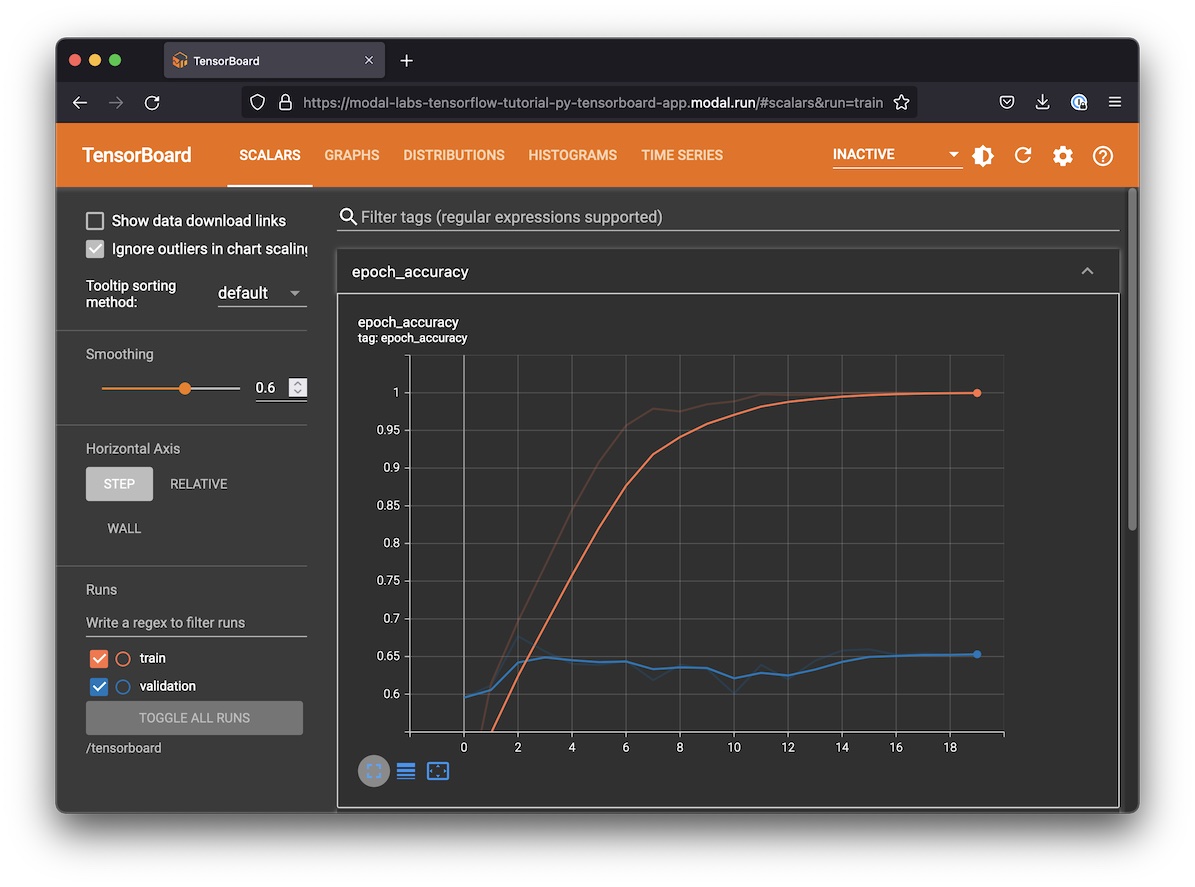 TensorBoard
https://modal-labs-tensorflow-tutorial-py-tensorboard-app.modal.run/#scalars&run=train
TensorBoard SCALARS GRAPHS DISTRIBUTIONS HISTOGRAMS TIME SERIES INACTIVE
Show data download links
Ignore outliers in chart scaling
Tooltip sorting
method:
default
Smoothing
0.6
Horizontal Axis
STEP RELATIVE
WALL
Runs
Write a regex to filter runs
train
validation
TOGGLE ALL RUNS
/tensorboard
Filter tags (regular expressions supported)
epoch_accuracy
epoch_accuracy
tag: epoch_accuracy
1
0.95
0.9
0.85
0.8
0.75
0.7
0.65
0.6
0 2 4 6 8 10 12 14 16 18